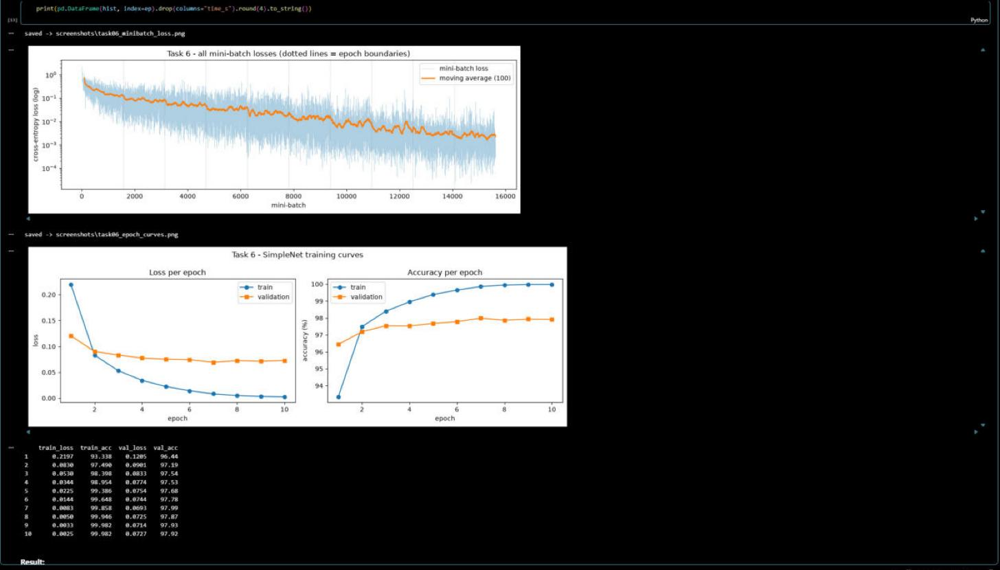 print(pd.DataFrame(hist, index=ep).drop(columns="time_s").round(4).to_string())
[13]
Python
... saved -> screenshots\task06_minibatch_loss.png
...
Task 6 - all mini-batch losses (dotted lines = epoch boundaries)
mini-batch loss
moving average (100)
cross-entropy loss (log)
10⁰
10⁻¹
10⁻²
10⁻³
10⁻⁴
0 2000 4000 6000 8000 10000 12000 14000 16000
mini-batch
... saved -> screenshots\task06_epoch_curves.png
...
Task 6 - SimpleNet training curves
Loss per epoch
train
validation
loss
0.20
0.15
0.10
0.05
0.00
2 4 6 8 10
epoch
Accuracy per epoch
train
validation
accuracy (%)
100
99
98
97
96
95
94
2 4 6 8 10
epoch
... train_loss train_acc val_loss val_acc
1 0.2197 93.338 0.1205 96.44
2 0.0830 97.490 0.0901 97.19
3 0.0530 98.398 0.0833 97.54
4 0.0344 98.954 0.0774 97.53
5 0.0225 99.386 0.0754 97.68
6 0.0144 99.648 0.0744 97.78
7 0.0083 99.858 0.0693 97.99
8 0.0050 99.946 0.0725 97.87
9 0.0033 99.982 0.0714 97.93
10 0.0025 99.982 0.0727 97.92
Result: